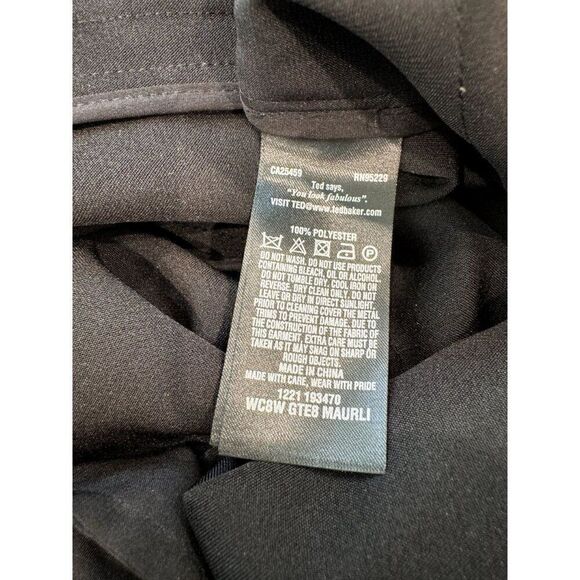 CA25459 RN95229
Ted says,
"You look fabulous".
VISIT TED@www.tedbaker.com
100% POLYESTER
P
DO NOT WASH. DO NOT USE PRODUCTS
CONTAINING BLEACH, OIL OR ALCOHOL.
DO NOT TUMBLE DRY. COOL IRON ON
REVERSE. DRY CLEAN ONLY. DO NOT
LEAVE OR DRY IN DIRECT SUNLIGHT.
PRIOR TO CLEANING COVER THE METAL
TRIMS TO PREVENT DAMAGE. DUE TO
THE CONSTRUCTION OF THE FABRIC OF
THIS GARMENT, EXTRA CARE MUST BE
TAKEN AS IT MAY SNAG ON SHARP OR
ROUGH OBJECTS.
MADE IN CHINA
MADE WITH CARE, WEAR WITH PRIDE
1221 193470
WC8W GTE8 MAURLI